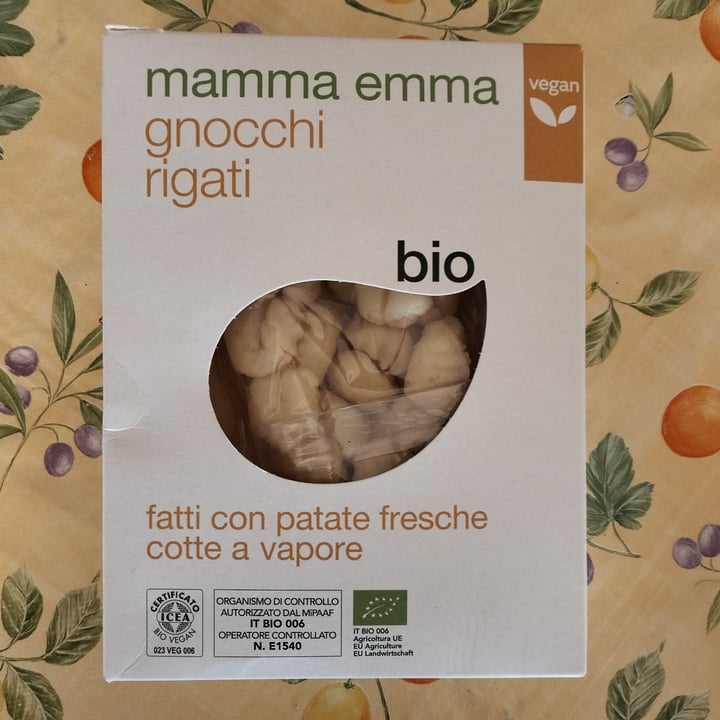 mamma emma
gnocchi
rigati
vegan
bio
fatti con patate fresche
cotte a vapore
CERTIFICATO
ICEA
BIO VEGAN
023 VEG 006
ORGANISMO DI CONTROLLO
AUTORIZZATO DAL MiPAAF
IT BIO 006
OPERATORE CONTROLLATO
N. E1540
IT BIO 006
Agricoltura UE
EU Agriculture
EU Landwirtschaft